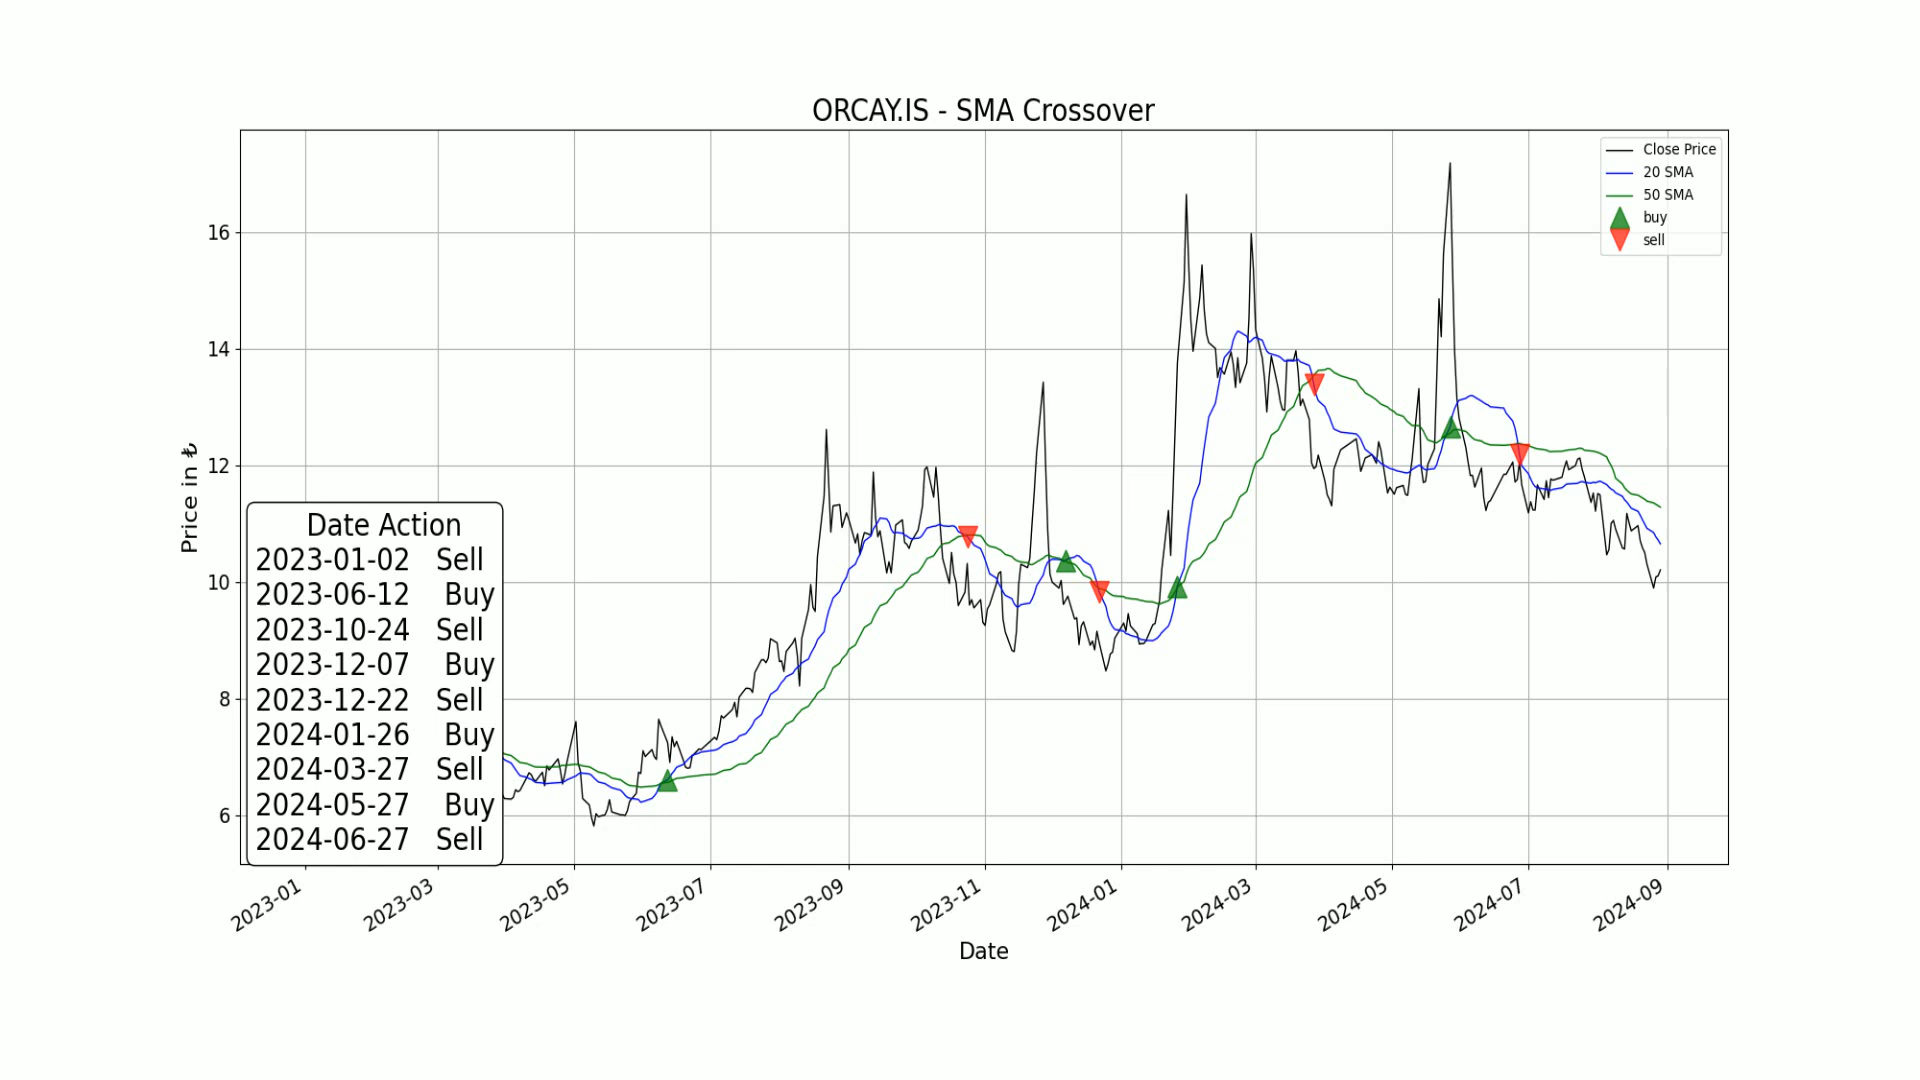 ORCAY.IS - SMA Crossover
Close Price
20 SMA
50 SMA
buy
sell
16
14
12
10
8
6
Price in ₺
Date Action
2023-01-02 Sell
2023-06-12 Buy
2023-10-24 Sell
2023-12-07 Buy
2023-12-22 Sell
2024-01-26 Buy
2024-03-27 Sell
2024-05-27 Buy
2024-06-27 Sell
2023-01
2023-03
2023-05
2023-07
2023-09
2023-11
2024-01
2024-03
2024-05
2024-07
2024-09
Date